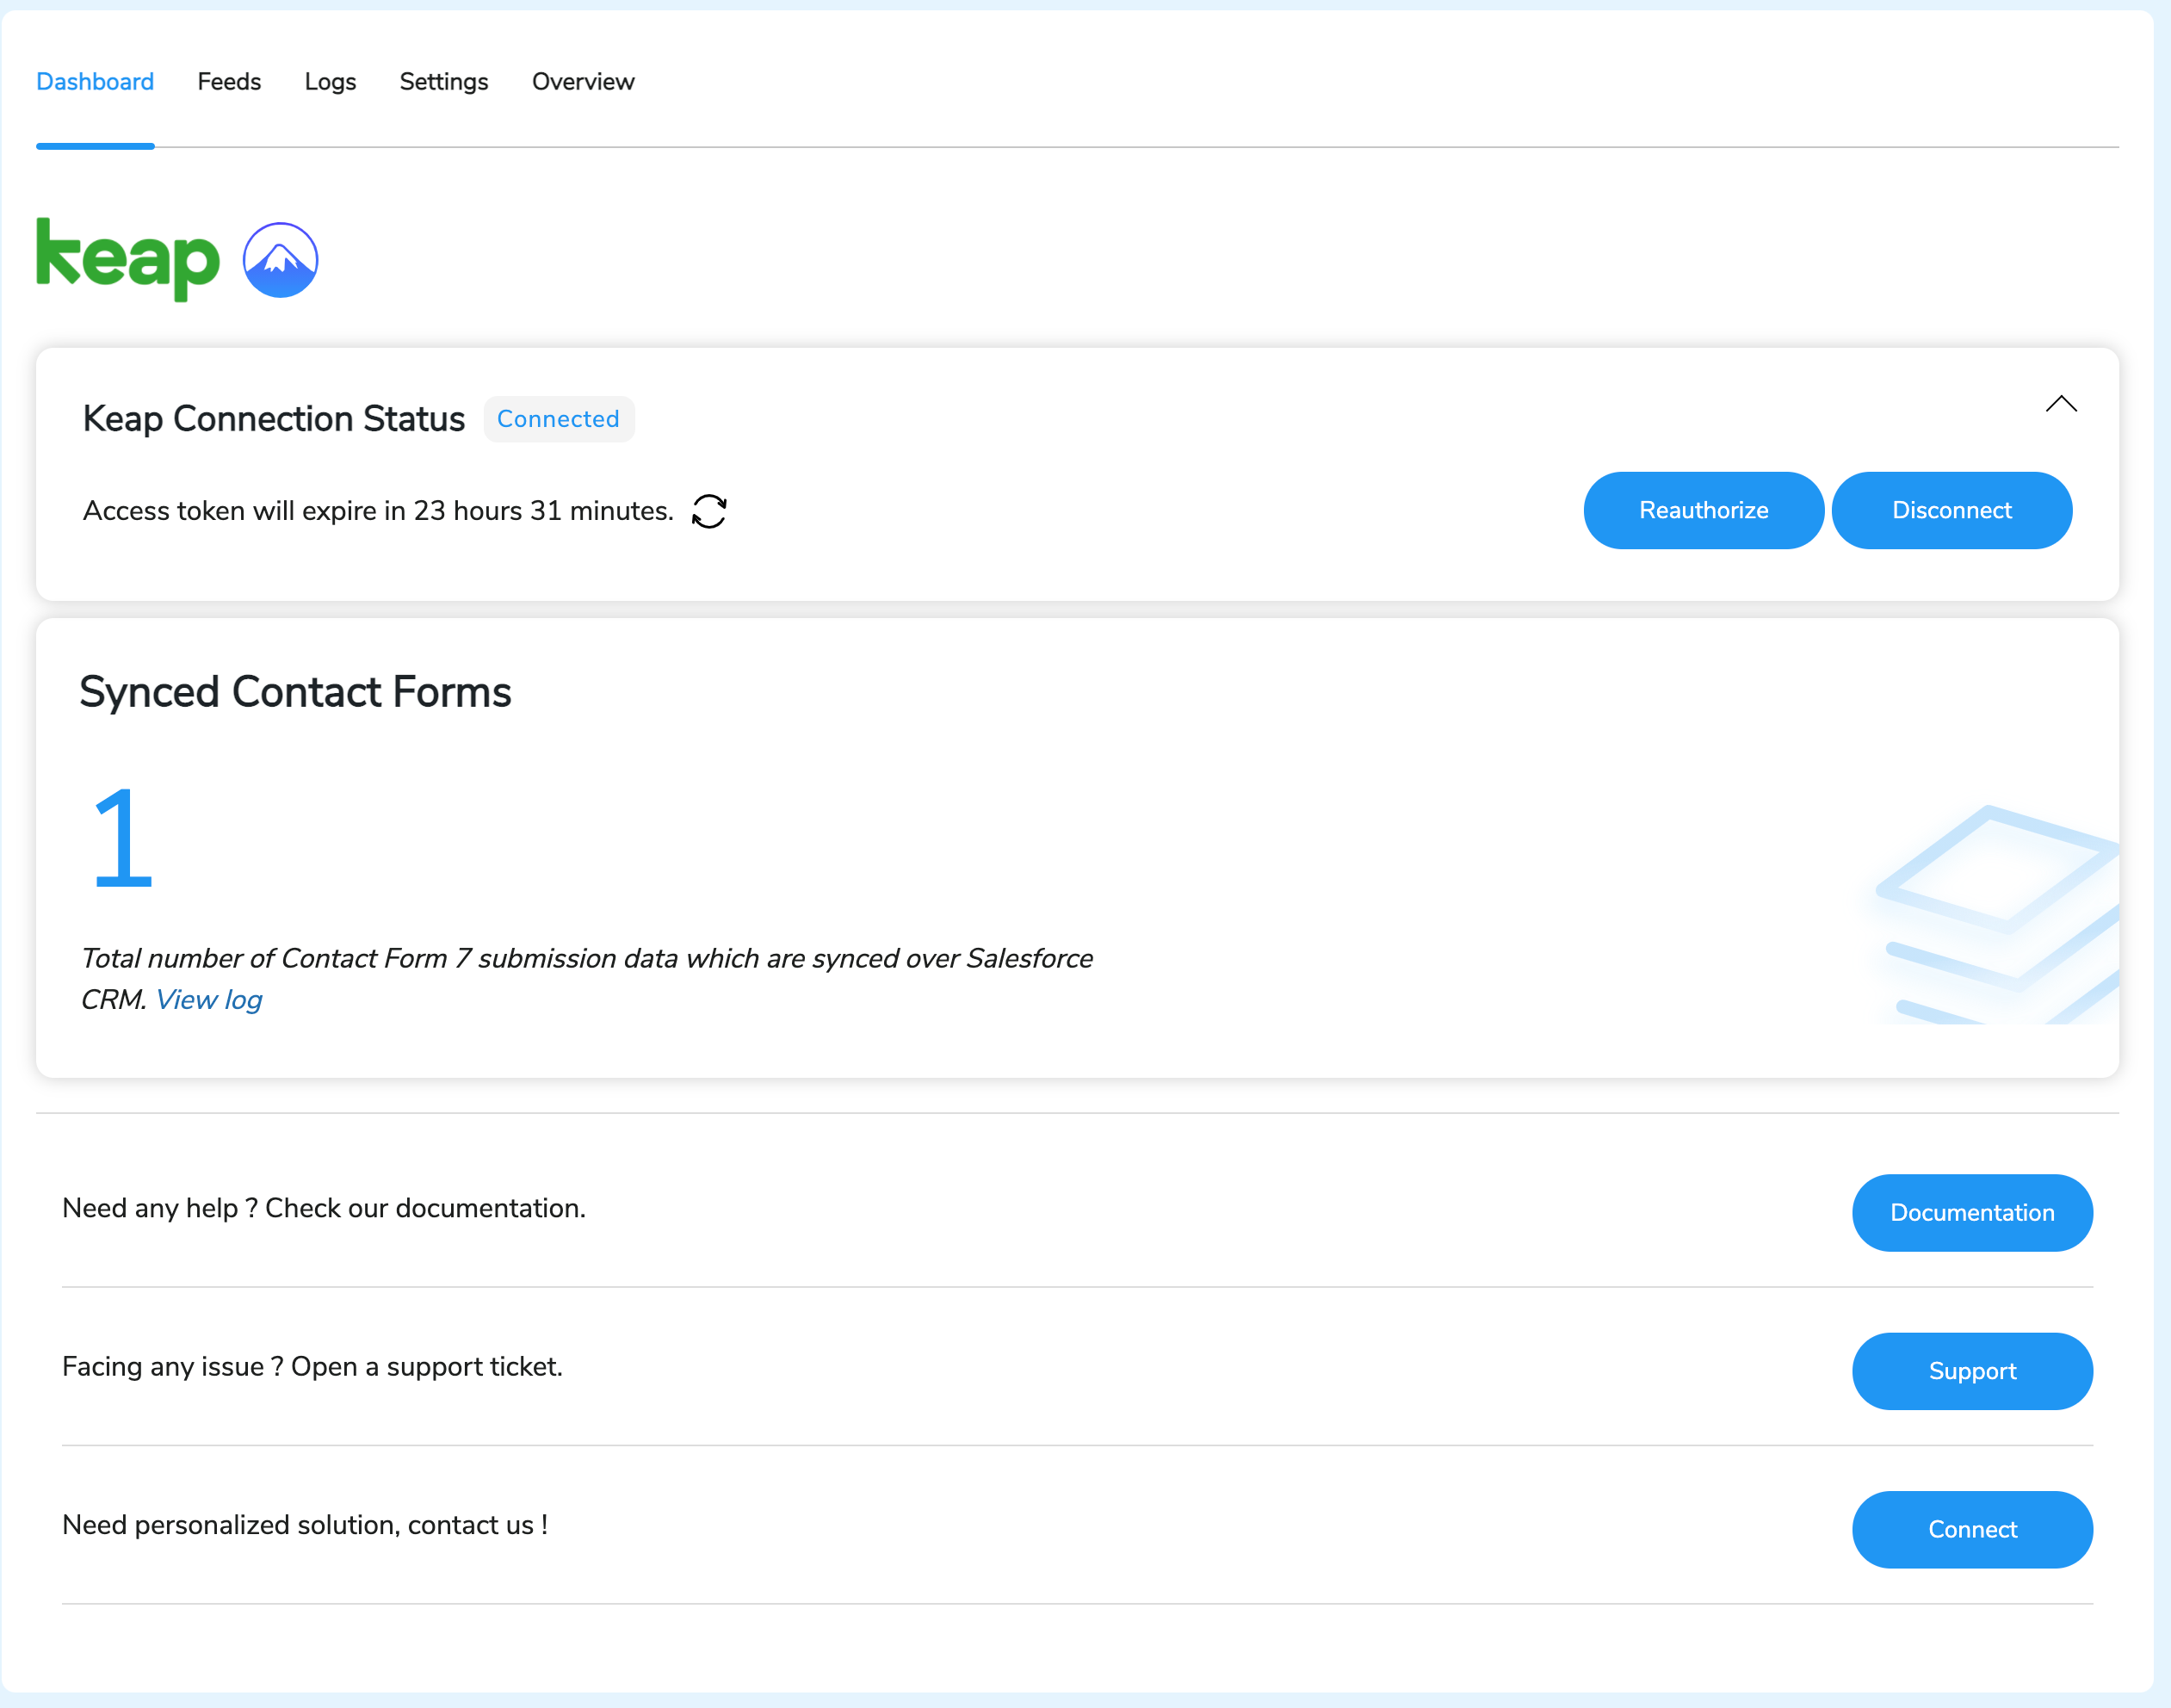 Dashboard Feeds Logs Settings Overview
keap
Keap Connection Status Connected
Access token will expire in 23 hours 31 minutes. Reauthorize Disconnect
Synced Contact Forms
1
Total number of Contact Form 7 submission data which are synced over Salesforce
CRM. View log
Need any help ? Check our documentation. Documentation
Facing any issue ? Open a support ticket. Support
Need personalized solution, contact us ! Connect